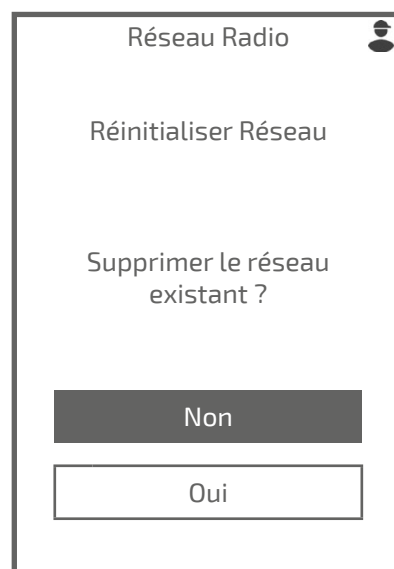 Réseau Radio
Réinitialiser Réseau
Supprimer le réseau
existant ?
Non
Oui